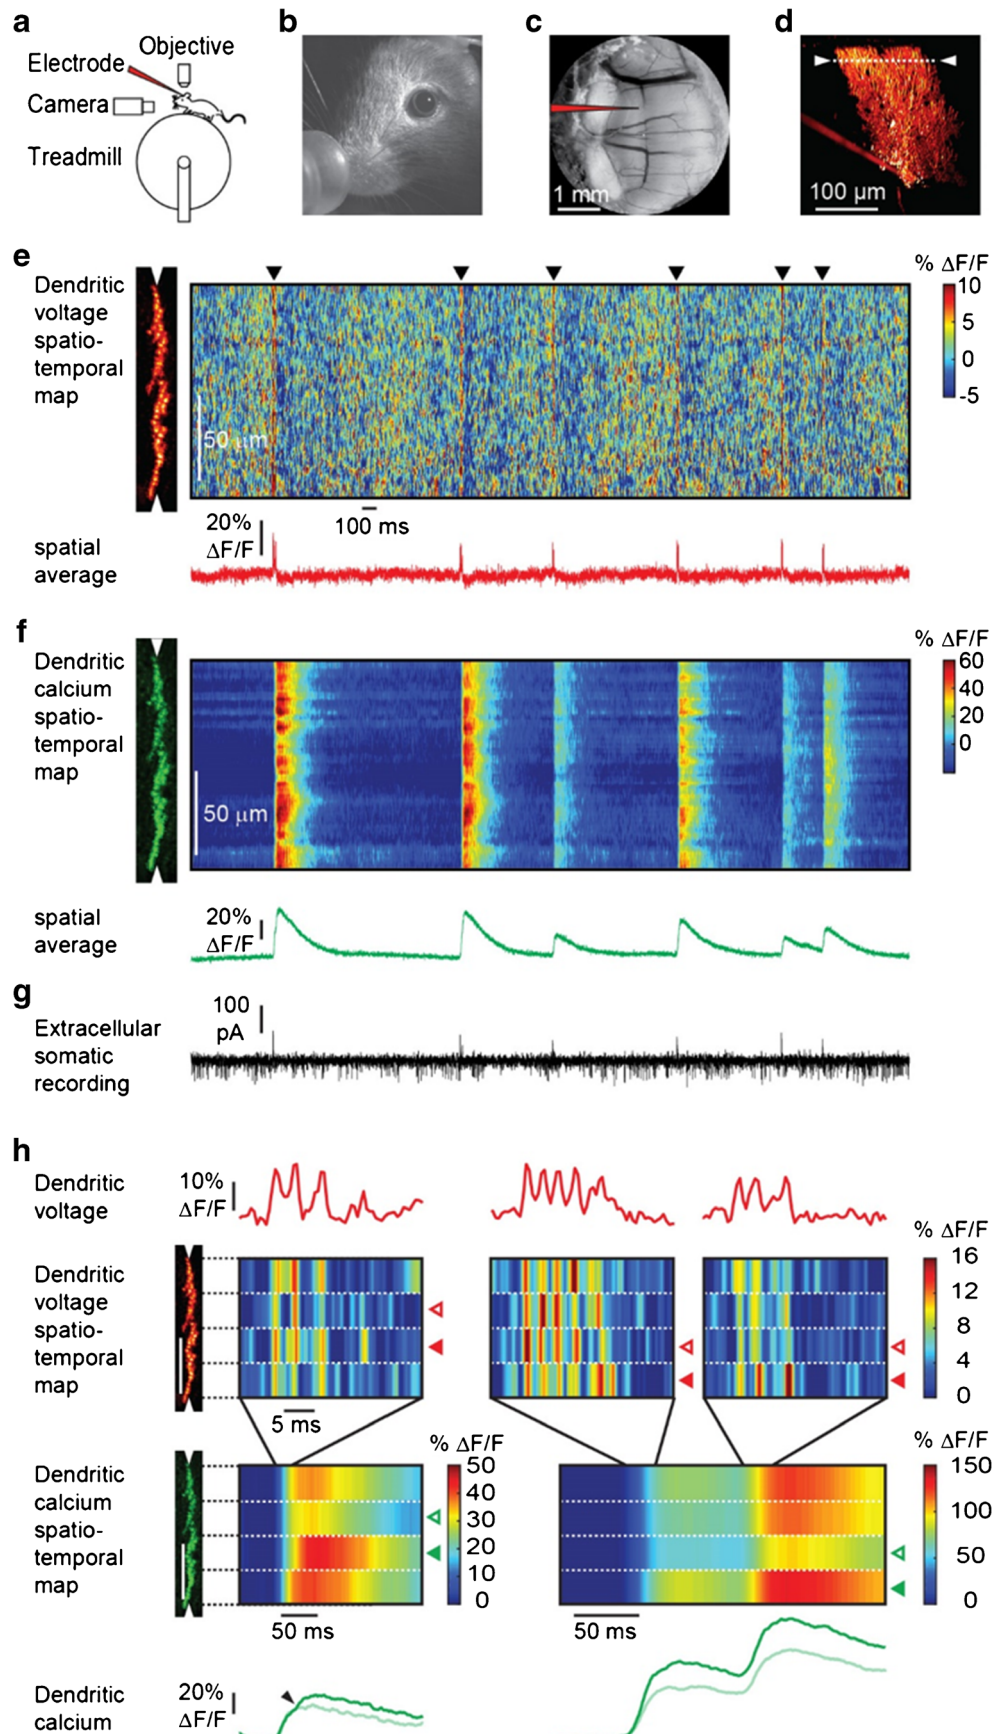 a
b
c
d
Objective
Electrode
Camera
Treadmill
1 mm
100 µm
e
Dendritic
voltage
spatio-
temporal
map
50 µm
% ΔF/F
10
5
0
-5
100 ms
20%
ΔF/F
spatial
average
f
Dendritic
calcium
spatio-
temporal
map
50 µm
% ΔF/F
60
40
20
0
spatial
average
20%
ΔF/F
g
100
pA
Extracellular
somatic
recording
h
Dendritic
voltage
10%
ΔF/F
Dendritic
voltage
spatio-
temporal
map
% ΔF/F
16
12
8
4
0
5 ms
Dendritic
calcium
spatio-
temporal
map
% ΔF/F
50
40
30
20
10
0
% ΔF/F
150
100
50
0
50 ms
50 ms
Dendritic
calcium
20%
ΔF/F